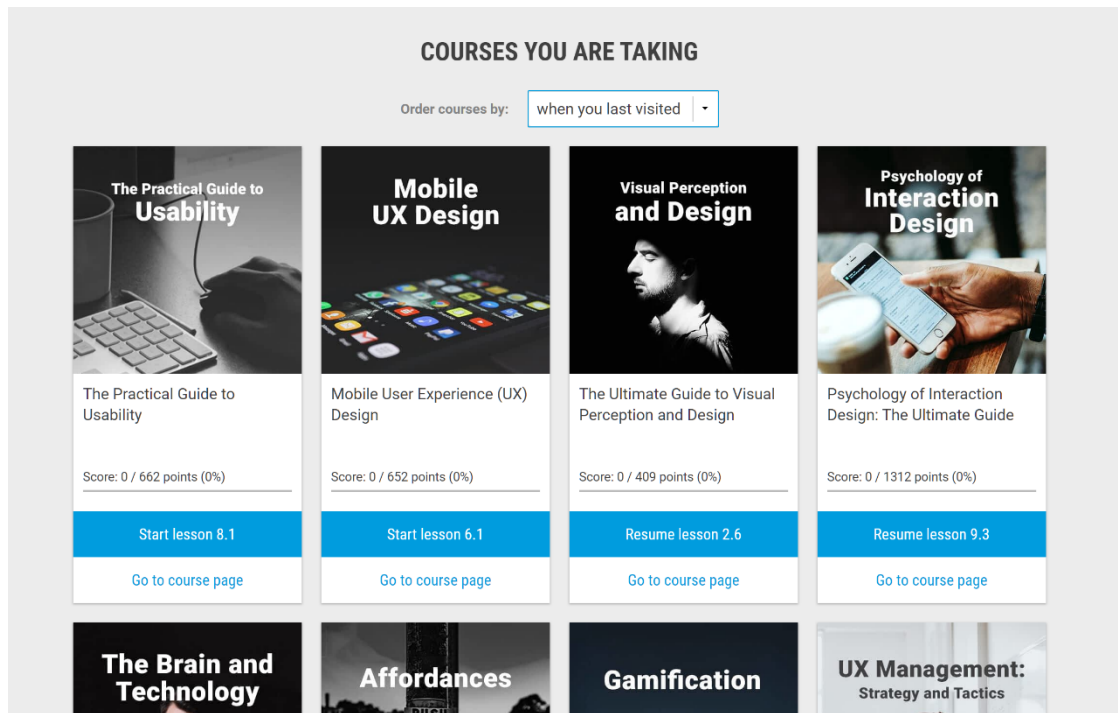 COURSES YOU ARE TAKING
Order courses by:
when you last visited
The Practical Guide to
Usability
The Practical Guide to
Usability
Score: 0 / 662 points (0%)
Start lesson 8.1
Go to course page
Mobile
UX Design
Mobile User Experience (UX)
Design
Score: 0 / 652 points (0%)
Start lesson 6.1
Go to course page
Visual Perception
and Design
The Ultimate Guide to Visual
Perception and Design
Score: 0 / 409 points (0%)
Resume lesson 2.6
Go to course page
Psychology of
Interaction
Design
Psychology of Interaction
Design: The Ultimate Guide
Score: 0 / 1312 points (0%)
Resume lesson 9.3
Go to course page
The Brain and
Technology
Affordances
Gamification
UX Management:
Strategy and Tactics